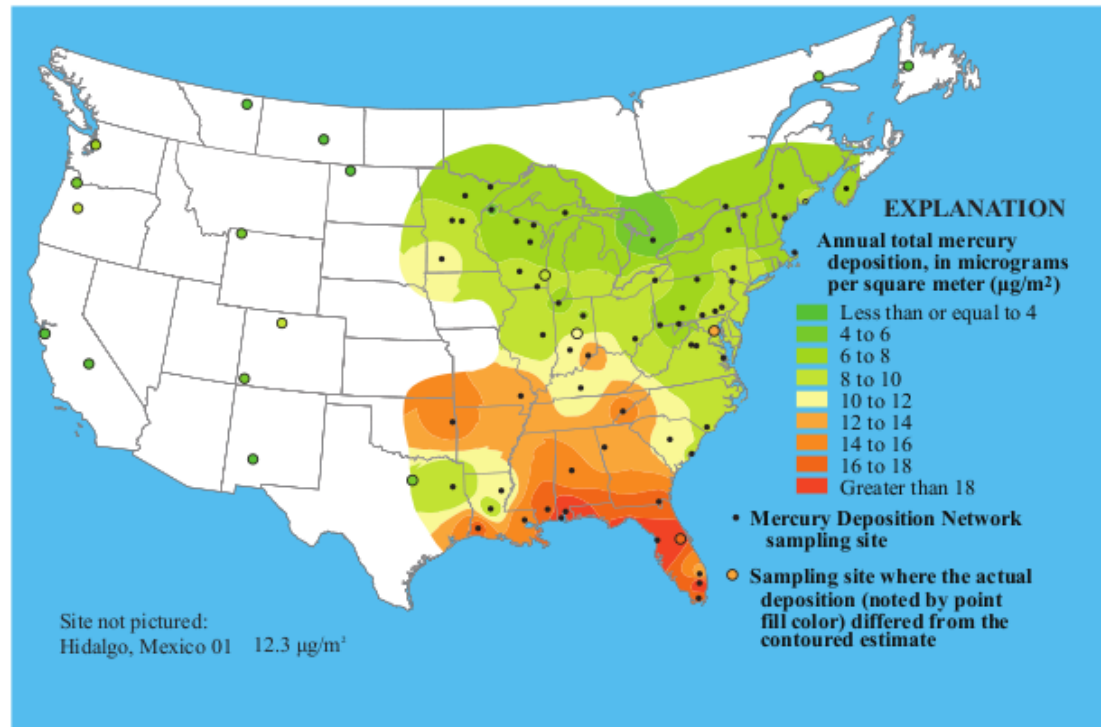 EXPLANATION
Annual total mercury
deposition, in micrograms
per square meter (µg/m²)
Less than or equal to 4
4 to 6
6 to 8
8 to 10
10 to 12
12 to 14
14 to 16
16 to 18
Greater than 18
Mercury Deposition Network
sampling site
Sampling site where the actual
deposition (noted by point
fill color) differed from the
contoured estimate
Site not pictured:
Hidalgo, Mexico 01 12.3 µg/m²